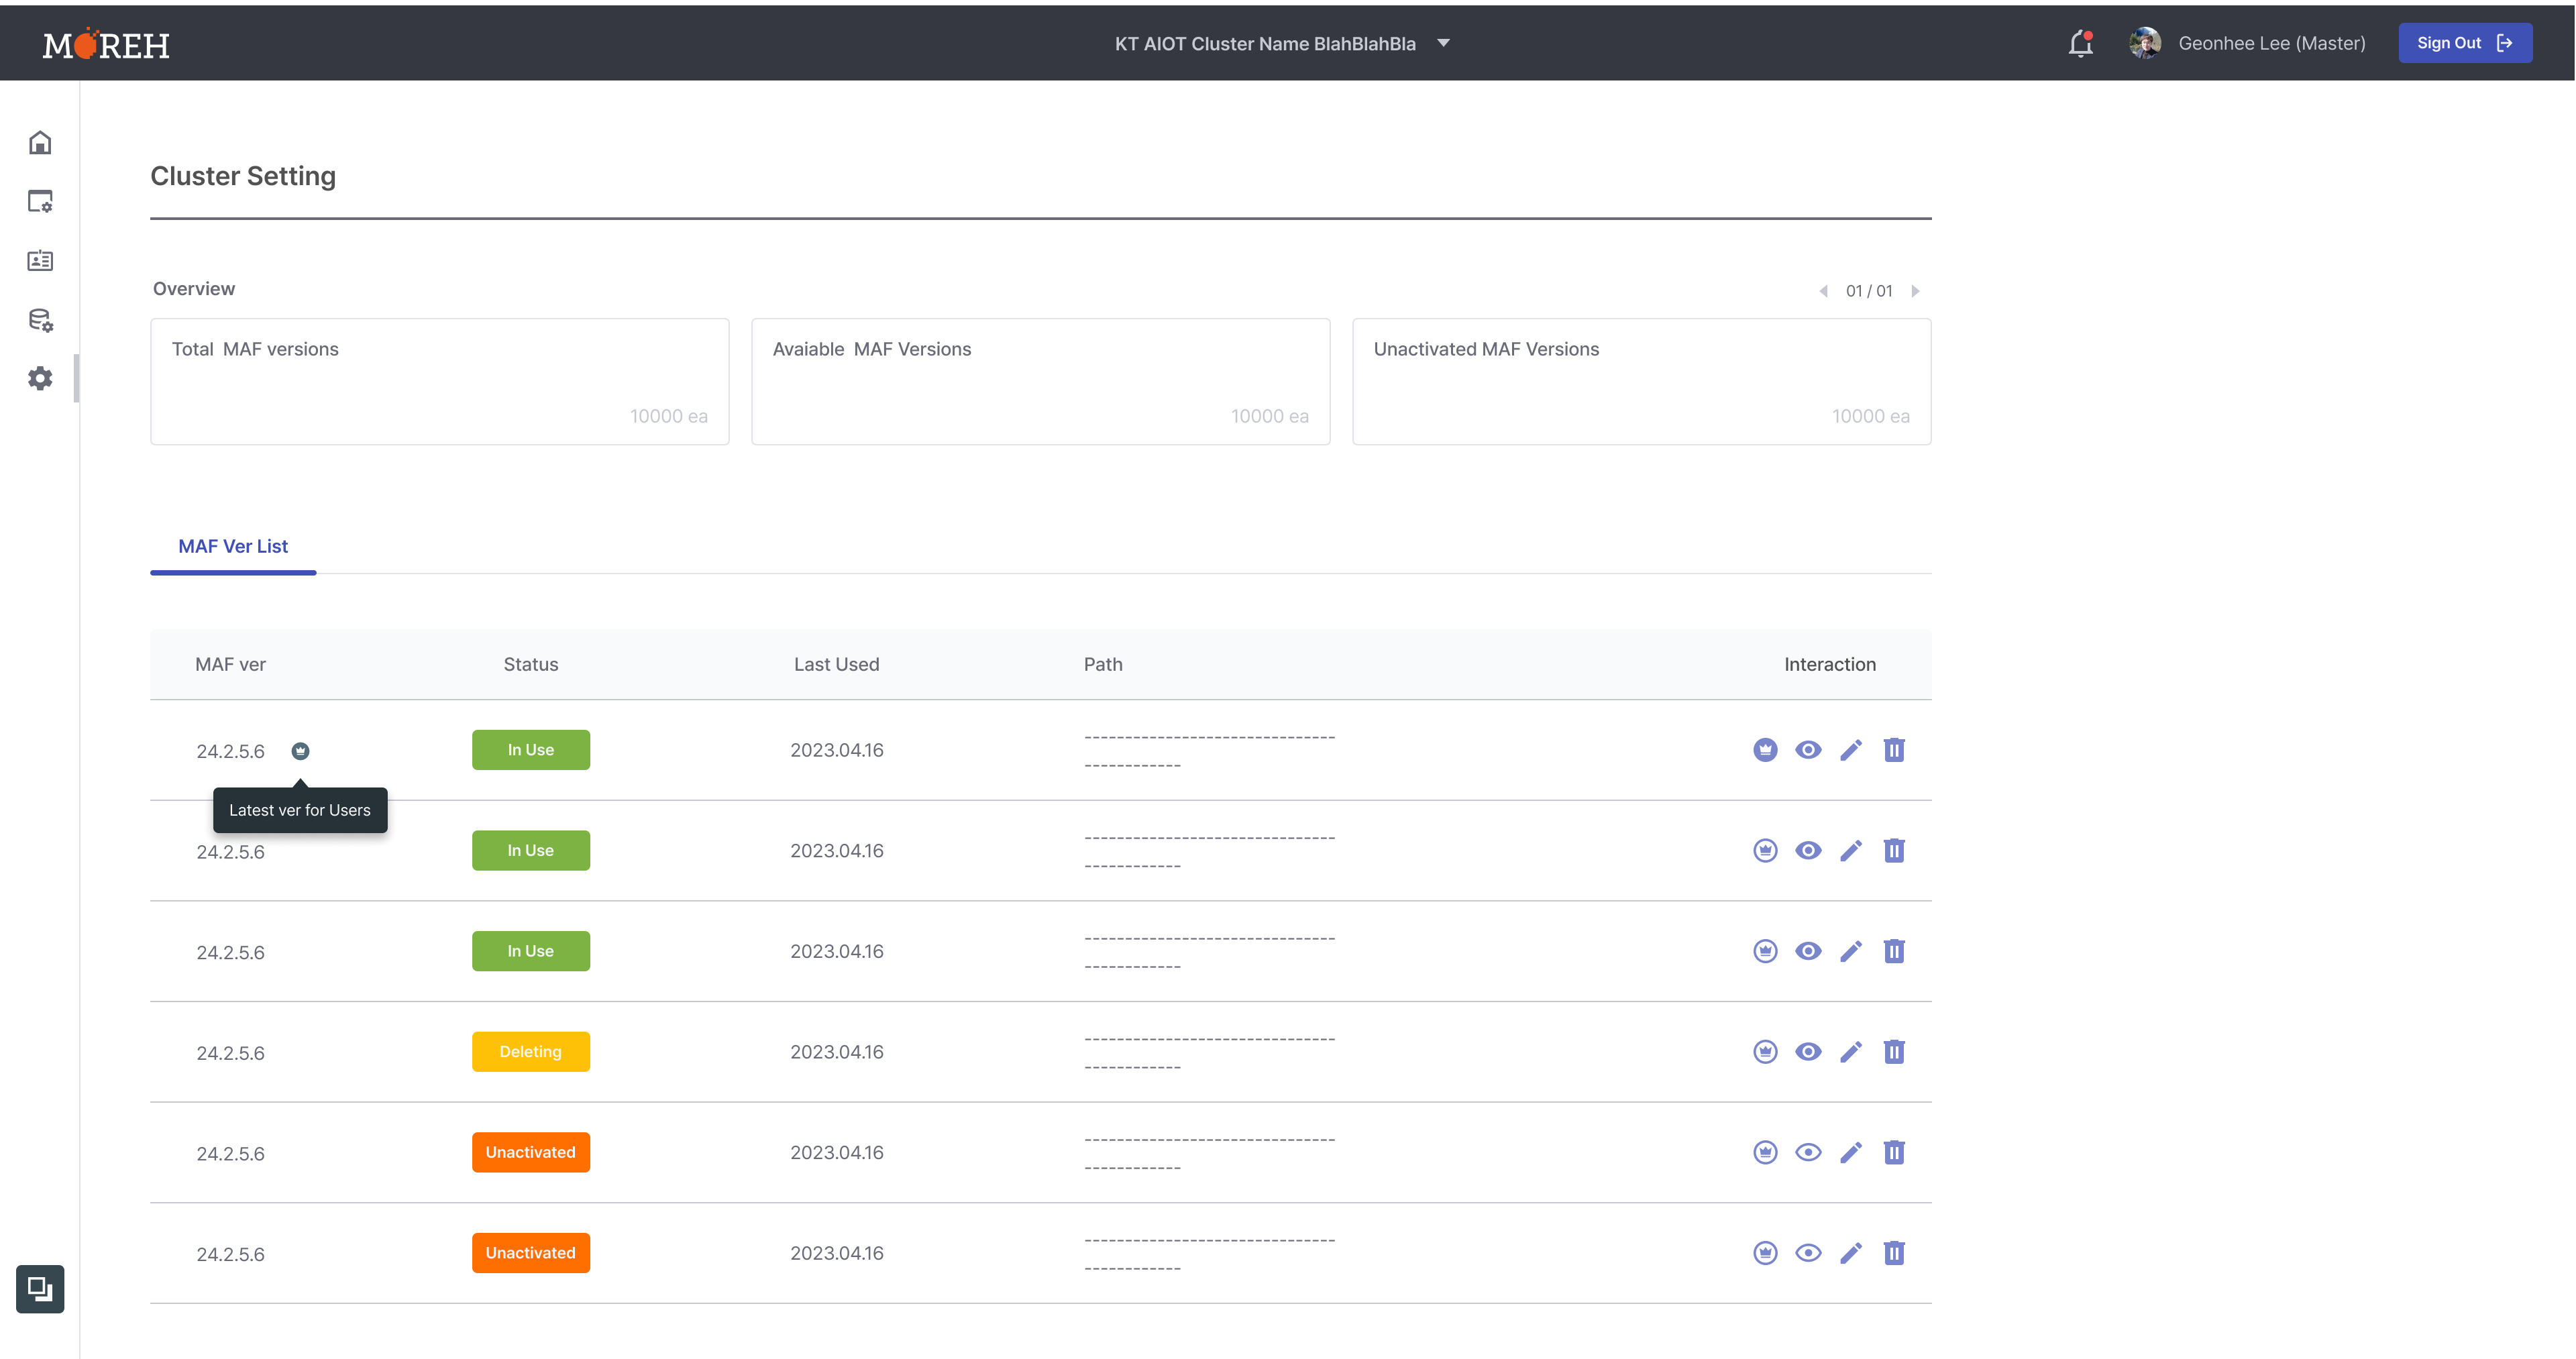 MOREH
KT AIOT Cluster Name BlahBlahBla
Geonhee Lee (Master)
Sign Out
Cluster Setting
Overview
01 / 01
Total MAF versions
10000 ea
Avaiable MAF Versions
10000 ea
Unactivated MAF Versions
10000 ea
MAF Ver List
MAF ver Status Last Used Path Interaction
24.2.5.6 In Use 2023.04.16 -------------------------------
------------
Latest ver for Users
24.2.5.6 In Use 2023.04.16 -------------------------------
------------
24.2.5.6 In Use 2023.04.16 -------------------------------
------------
24.2.5.6 Deleting 2023.04.16 -------------------------------
------------
24.2.5.6 Unactivated 2023.04.16 -------------------------------
------------
24.2.5.6 Unactivated 2023.04.16 -------------------------------
------------